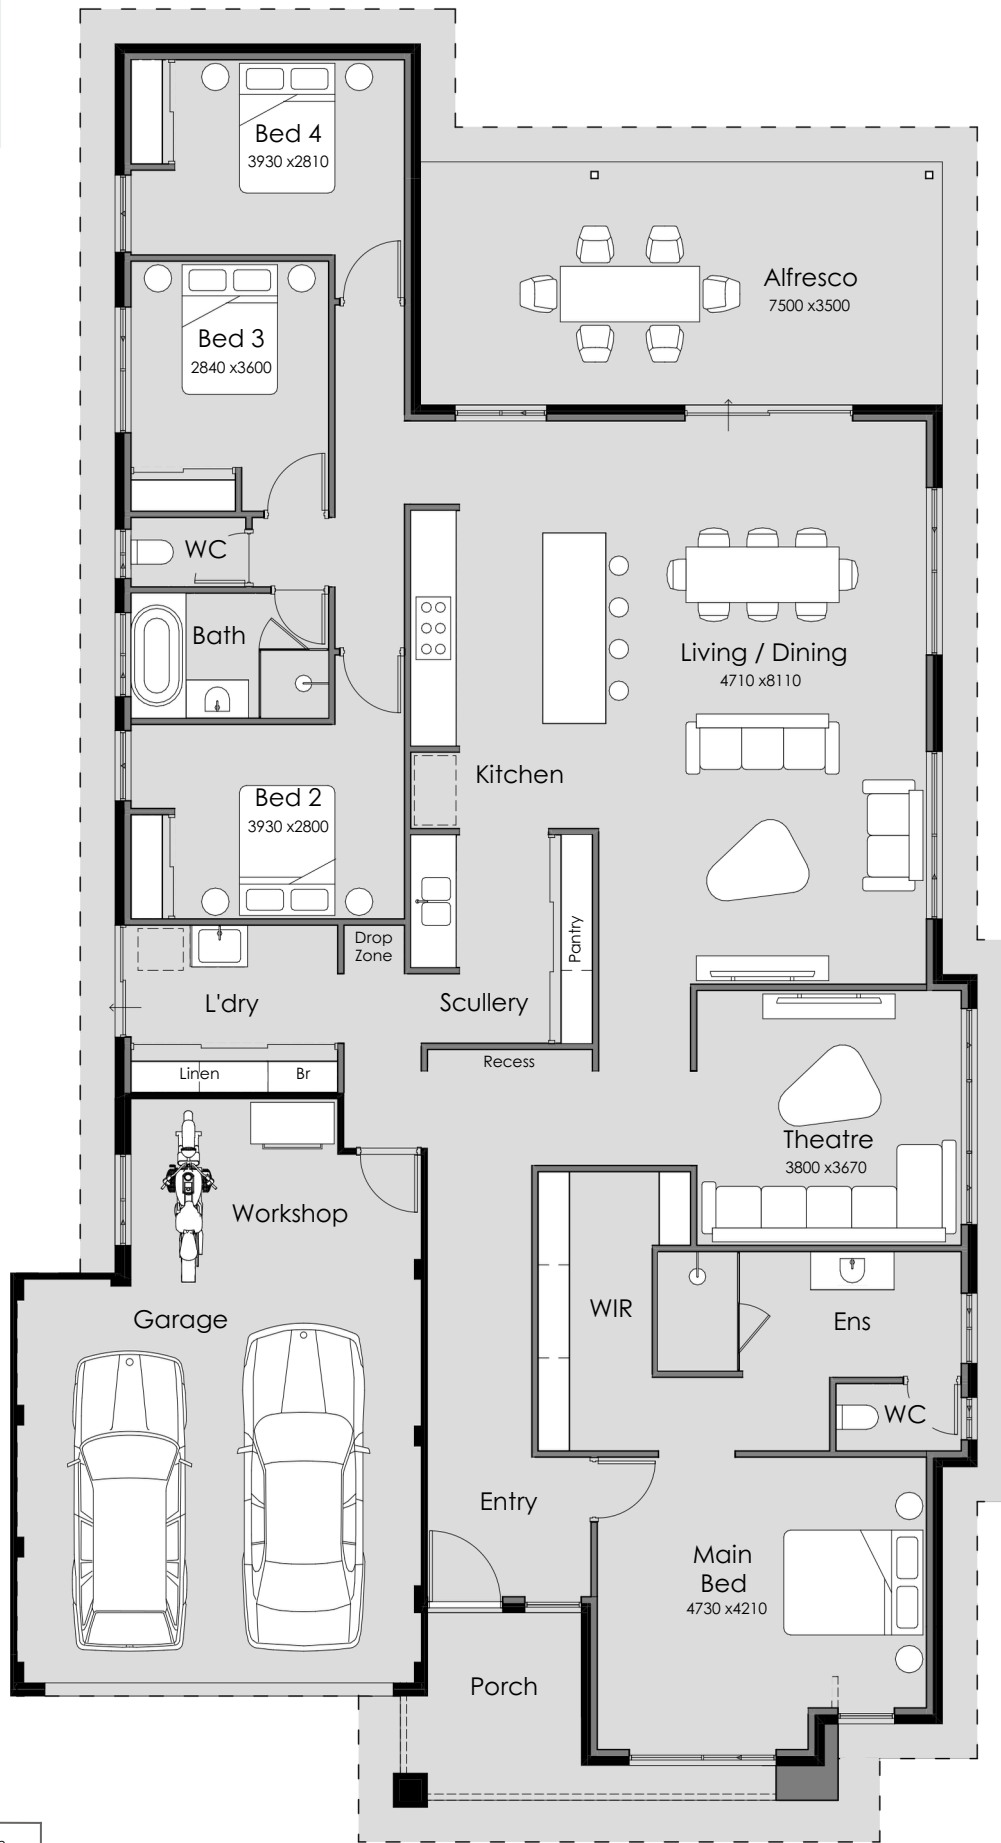 Bed 4
3930 x2810
Alfresco
7500 x3500
Bed 3
2840 x3600
WC
Bath
Living / Dining
4710 x8110
Kitchen
Bed 2
3930 x2800
Drop
Zone
Pantry
L'dry
Scullery
Linen
Br
Recess
Theatre
3800 x3670
Workshop
WIR
Garage
Ens
WC
Entry
Main
Bed
4730 x4210
Porch